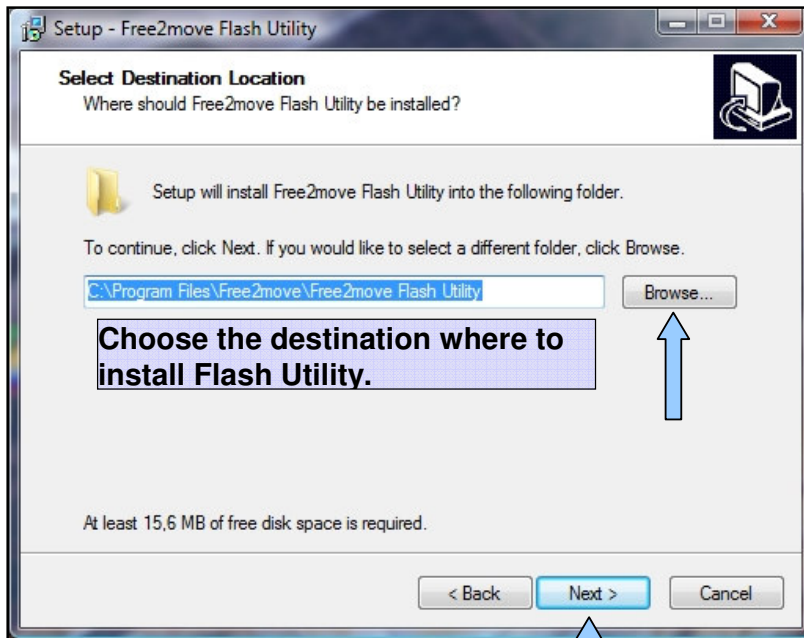 Setup - Free2move Flash Utility
Select Destination Location
Where should Free2move Flash Utility be installed?
Setup will install Free2move Flash Utility into the following folder.
To continue, click Next. If you would like to select a different folder, click Browse.
C:\Program Files\Free2move\Free2move Flash Utility
Browse...
Choose the destination where to
install Flash Utility.
At least 15,6 MB of free disk space is required.
< Back Next > Cancel